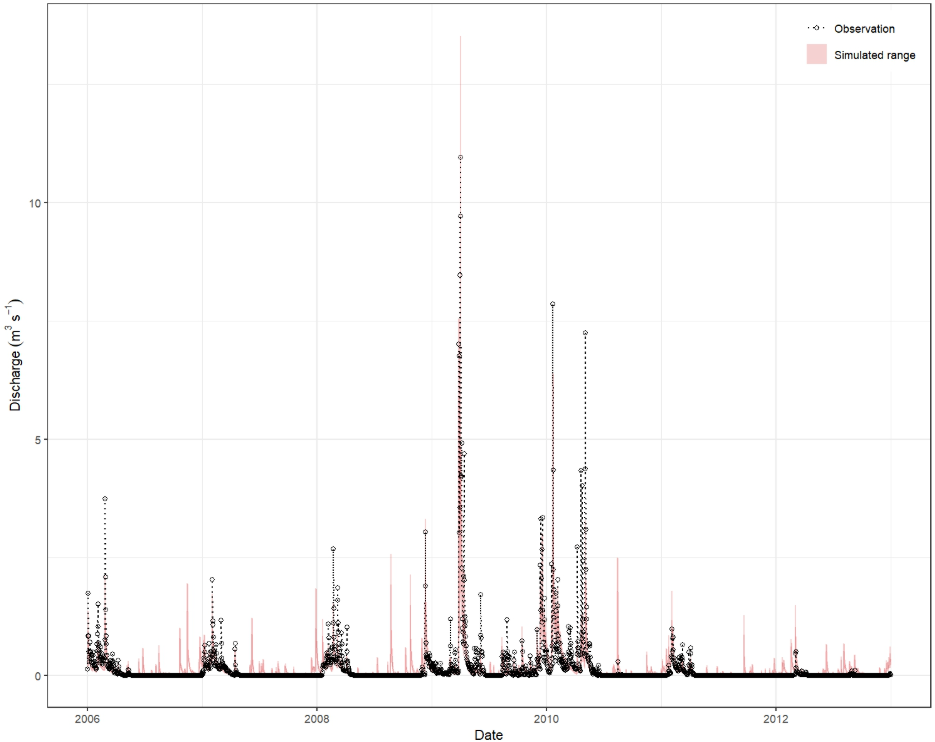 Observation
Simulated range
10
5
0
Discharge (m³ s⁻¹)
2006 2008 2010 2012
Date